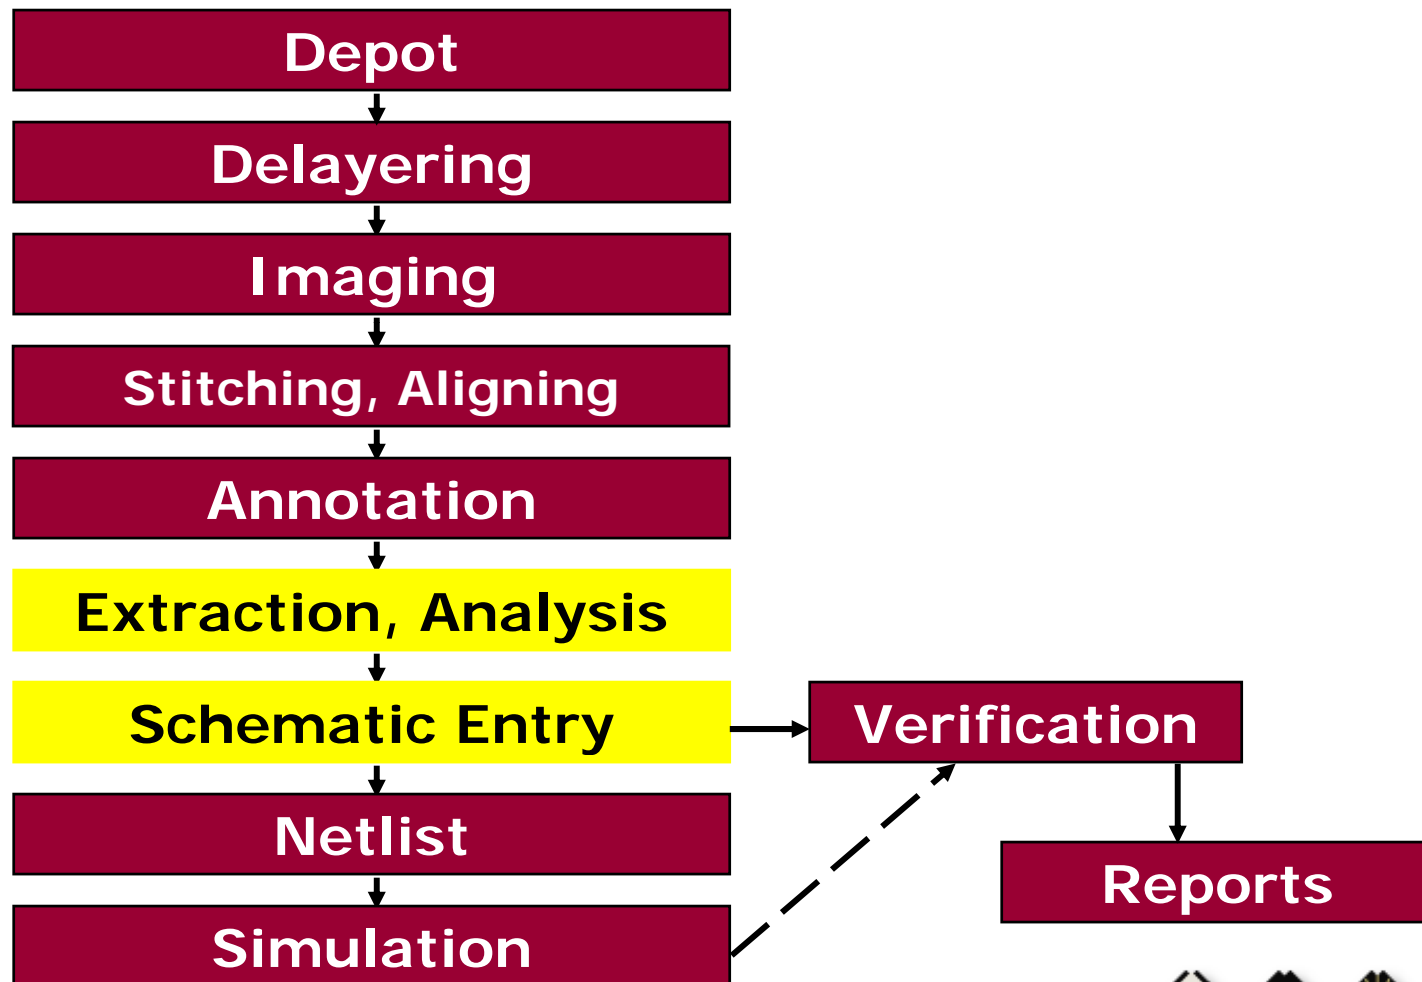 Depot
Delayering
Imaging
Stitching, Aligning
Annotation
Extraction, Analysis
Schematic Entry
Verification
Netlist
Reports
Simulation